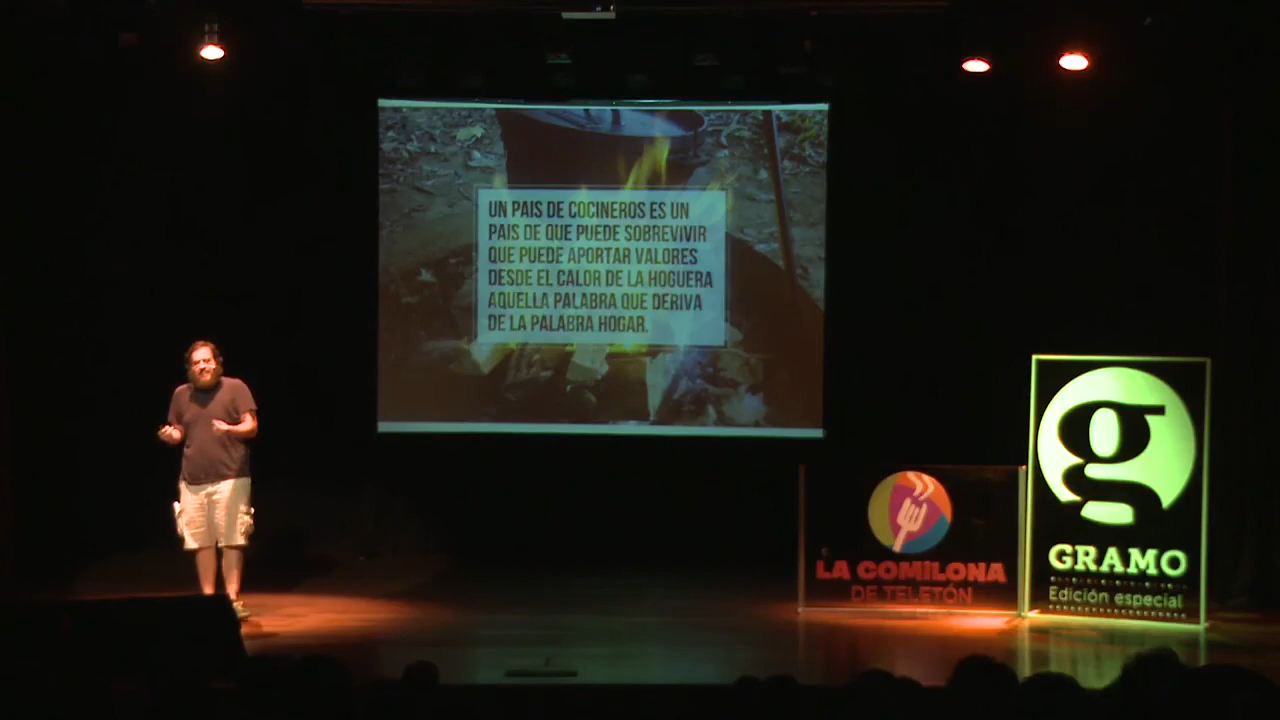 UN PAIS DE COCINEROS ES UN
PAIS DE QUE PUEDE SOBREVIVIR
QUE PUEDE APORTAR VALORES
DESDE EL CALOR DE LA HOGUERA
AQUELLA PALABRA QUE DERIVA
DE LA PALABRA HOGAR.
LA COMILONA
DE TELETÓN
g
GRAMO
Edición especial